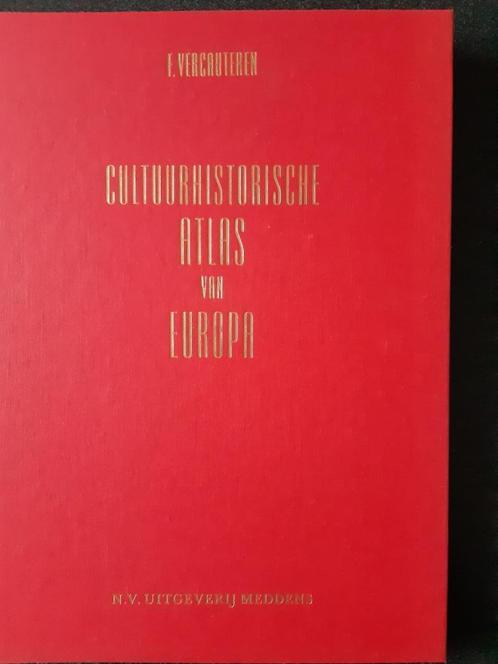 F. VERCAUTEREN
CULTUURHISTORISCHE
ATLAS
VAN
EUROPA
N.V. UITGEVERIJ MEDDENS